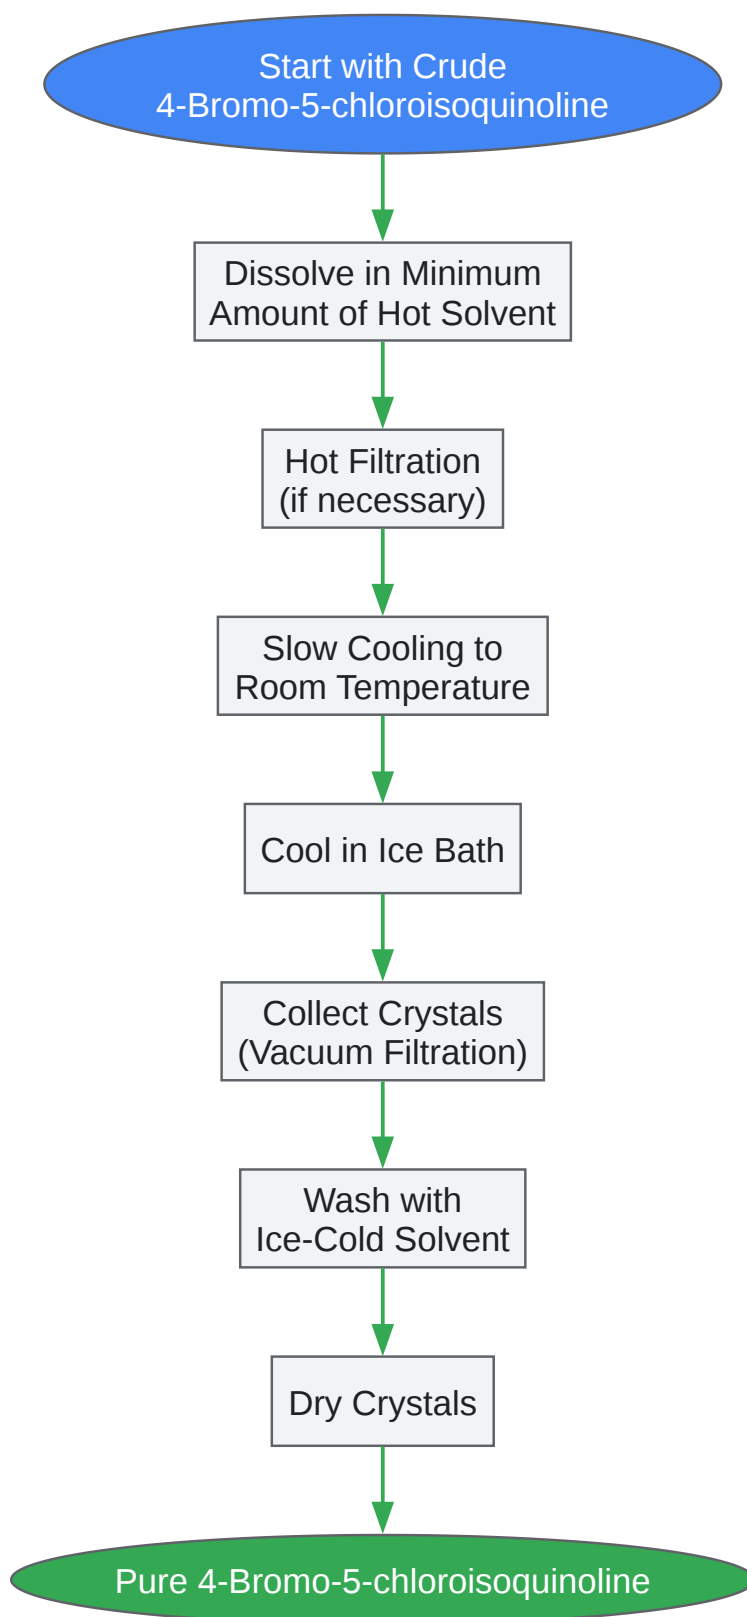 Start with Crude
4-Bromo-5-chloroisoquinoline
Dissolve in Minimum
Amount of Hot Solvent
Hot Filtration
(if necessary)
Slow Cooling to
Room Temperature
Cool in Ice Bath
Collect Crystals
(Vacuum Filtration)
Wash with
Ice-Cold Solvent
Dry Crystals
Pure 4-Bromo-5-chloroisoquinoline